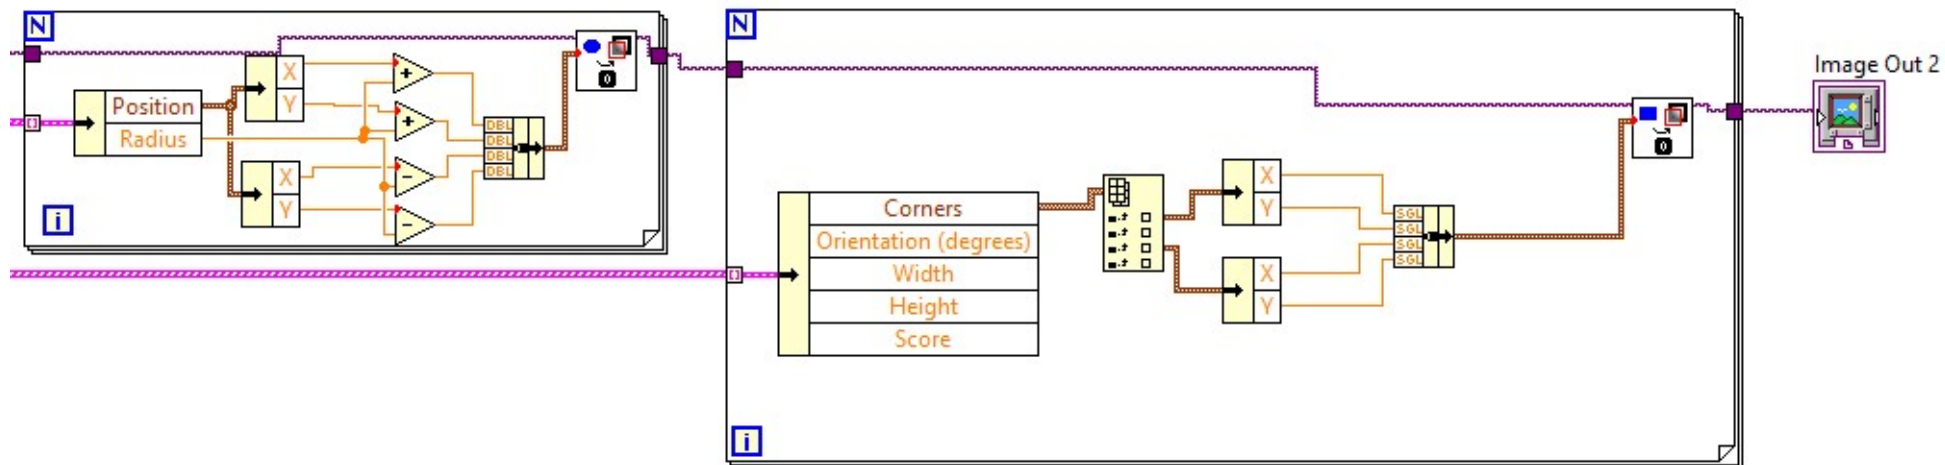 N
Position
Radius
X
Y
X
Y
+
+
-
-
DBL
DBL
DBL
DBL
0
i
N
Corners
Orientation (degrees)
Width
Height
Score
X
Y
X
Y
SGL
SGL
SGL
SGL
0
i
Image Out 2